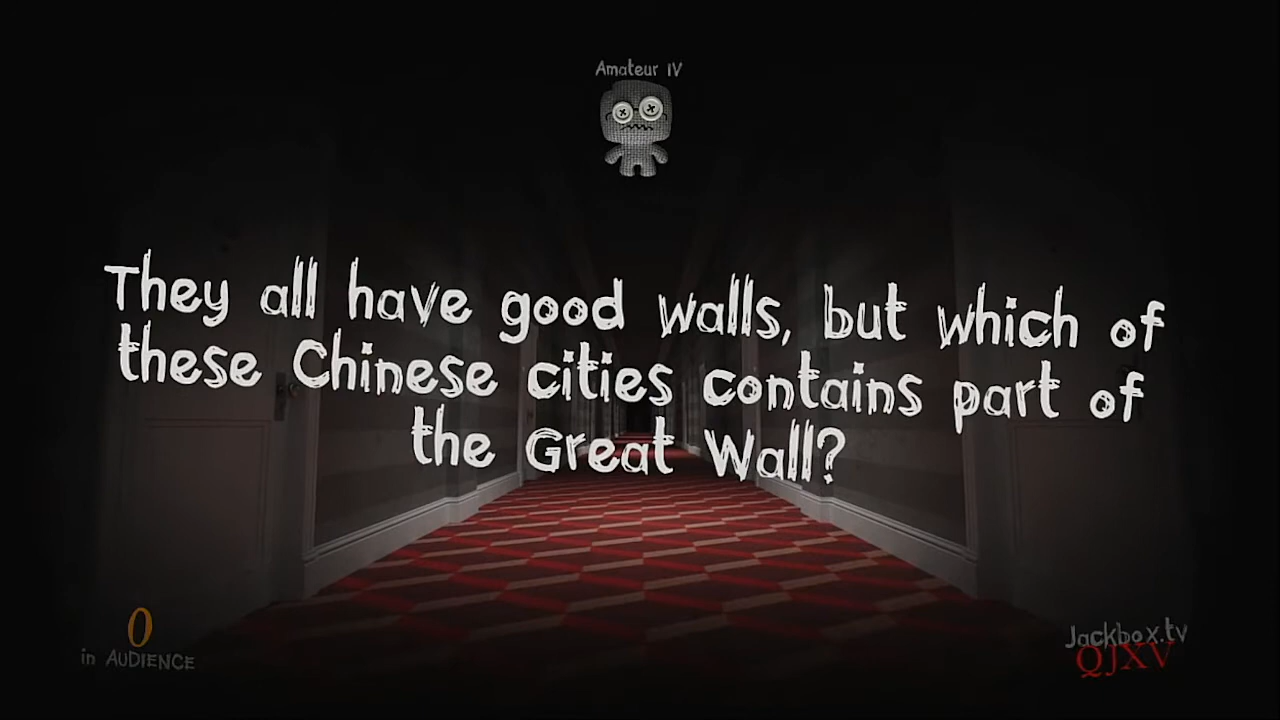 Amateur IV
They all have good walls, but which of
these Chinese cities contains part of
the Great Wall?
0
in AUDIENCE
Jackbox.tv
QJXV